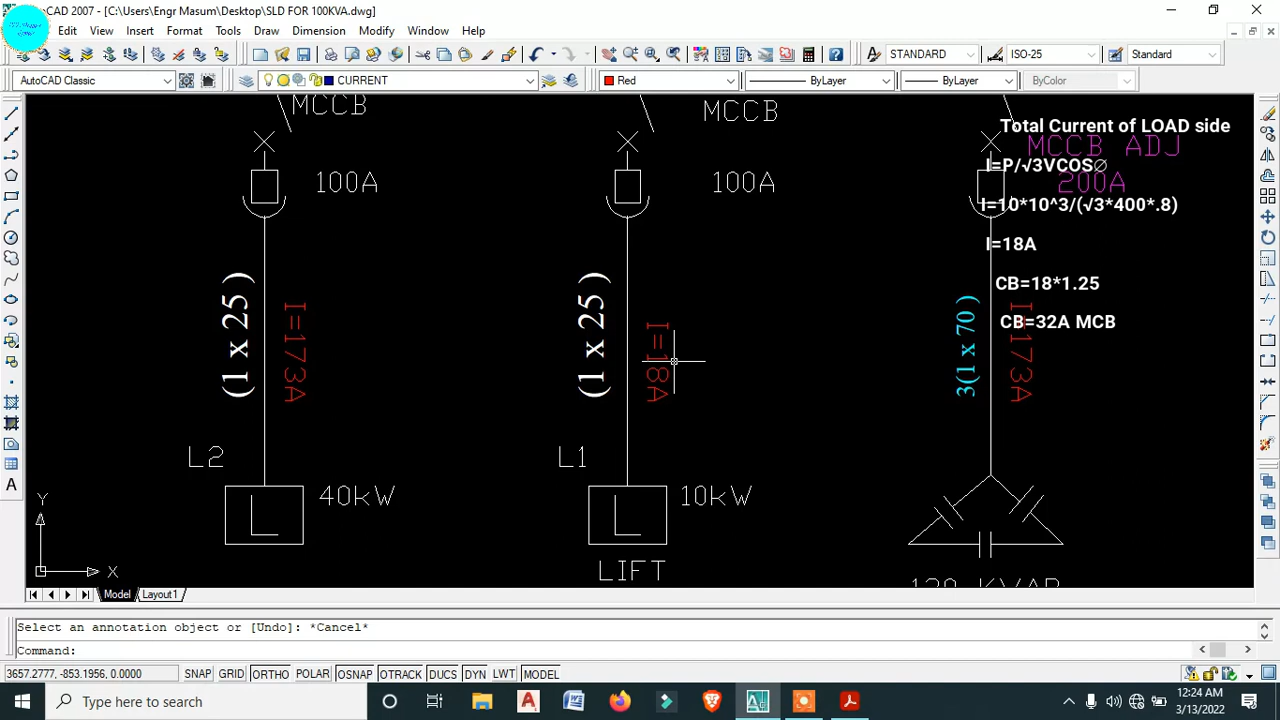 CAD 2007 - [C:\Users\Engr Masum\Desktop\SLD FOR 100KVA.dwg]
Edit View Insert Format Tools Draw Dimension Modify Window Help
STANDARD ISO-25 Standard
AutoCAD Classic CURRENT Red ByLayer ByLayer ByColor
MCCB MCCB MCCB ADJ
100A 100A 200A
Total Current of LOAD side
I=P/√3VCOSØ
I=10*10^3/(√3*400*.8)
I=18A
CB=18*1.25
CB=32A MCB
(1 x 25 ) I=173A (1 x 25 ) I=18A 3(1 x 70 ) I=173A
L2 L1
L 40kW L 10kW
LIFT
Y
X
Model Layout1
Select an annotation object or [Undo]: *Cancel*
Command:
3657.2777, -853.1956, 0.0000 SNAP GRID ORTHO POLAR OSNAP OTRACK DUCS DYN LWT MODEL
Type here to search
12:24 AM
3/13/2022